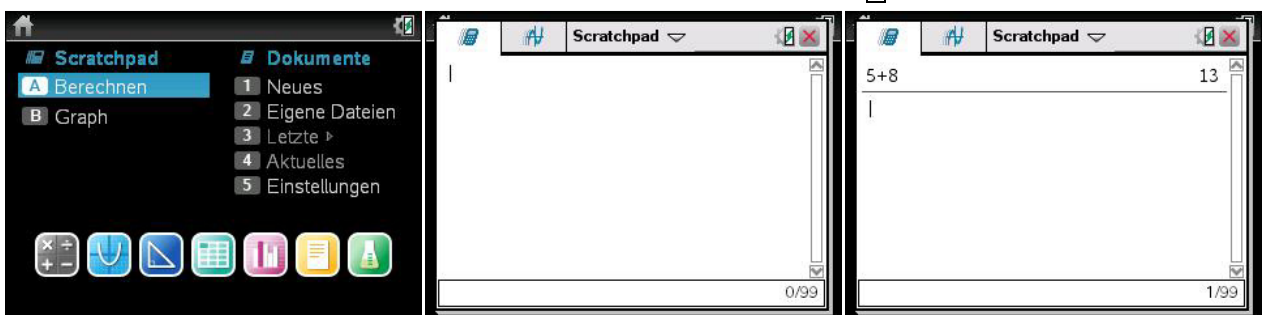 Scratchpad
A Berechnen
B Graph
Dokumente
1 Neues
2 Eigene Dateien
3 Letzte ▹
4 Aktuelles
5 Einstellungen
Scratchpad
0/99
Scratchpad
5+8 13
1/99